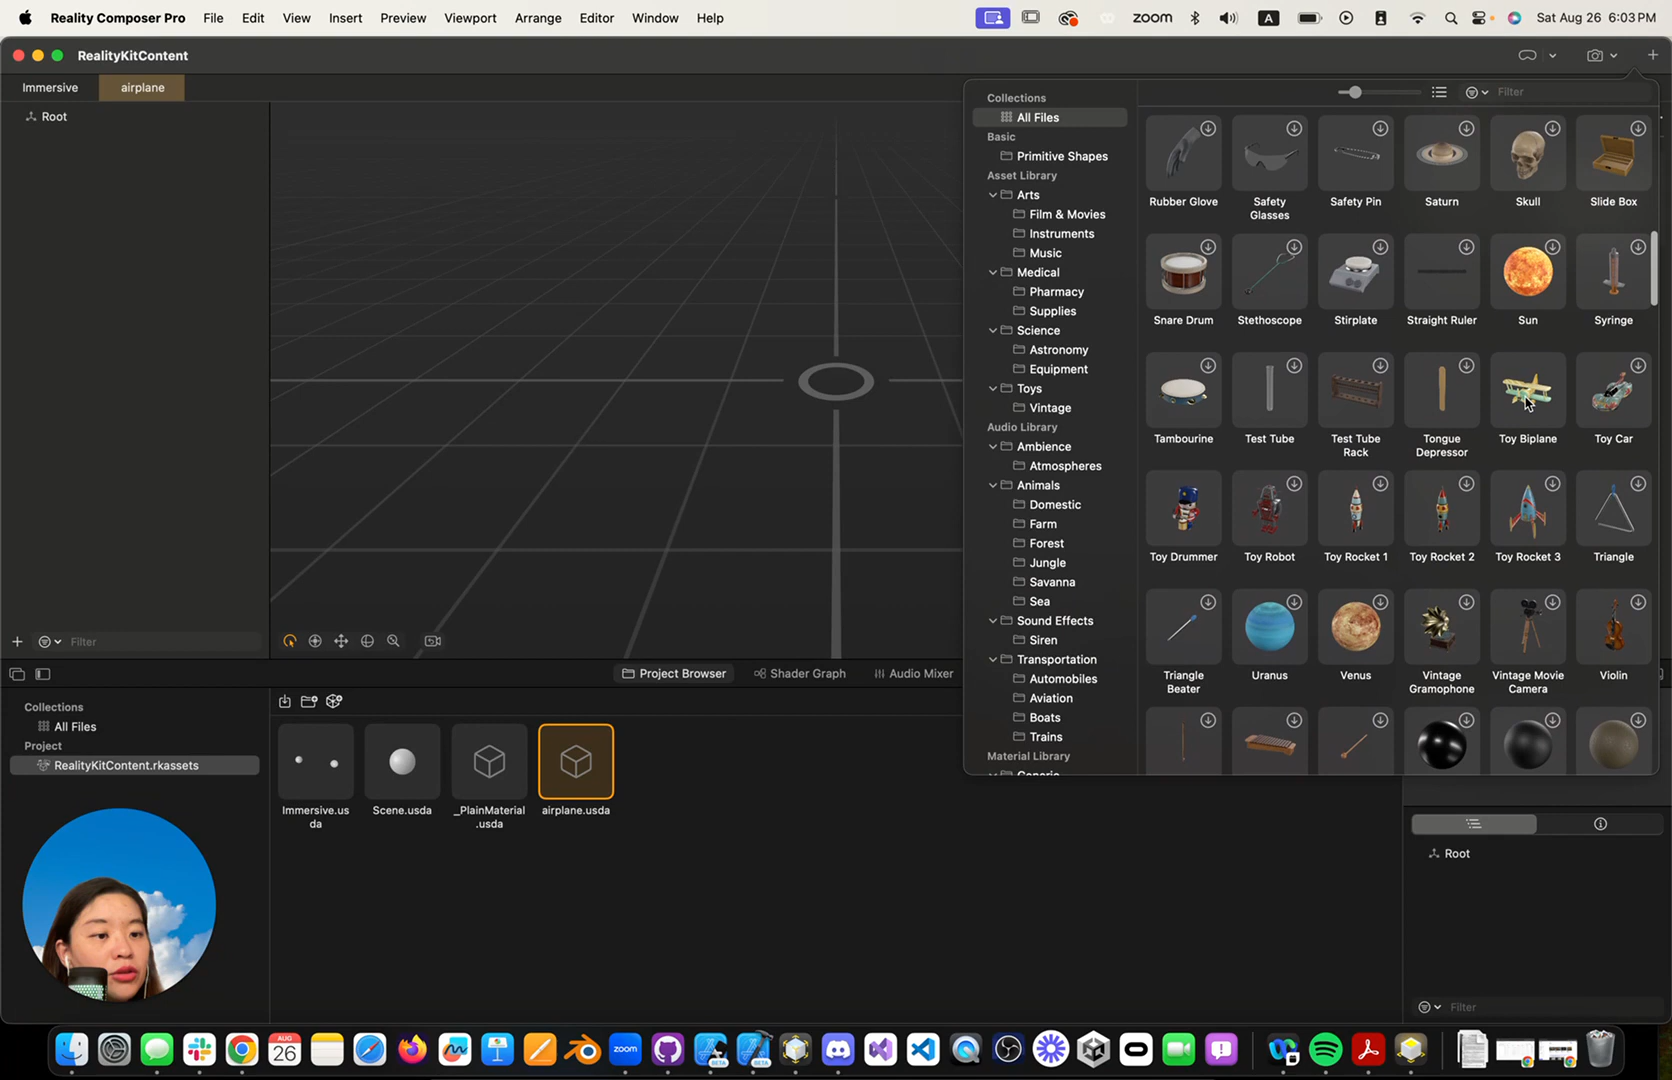 Reality Composer Pro File Edit View Insert Preview Viewport Arrange Editor Window Help zoom A Sat Aug 26 6:03 PM
RealityKitContent
Immersive airplane
Root
Collections
All Files
Basic
Primitive Shapes
Asset Library
Arts
Film & Movies
Instruments
Music
Medical
Pharmacy
Supplies
Science
Astronomy
Equipment
Toys
Vintage
Audio Library
Ambience
Atmospheres
Animals
Domestic
Farm
Forest
Jungle
Savanna
Sea
Sound Effects
Siren
Transportation
Automobiles
Aviation
Boats
Trains
Material Library
Generic
Filter
Rubber Glove Safety Glasses Safety Pin Saturn Skull Slide Box
Snare Drum Stethoscope Stirplate Straight Ruler Sun Syringe
Tambourine Test Tube Test Tube Rack Tongue Depressor Toy Biplane Toy Car
Toy Drummer Toy Robot Toy Rocket 1 Toy Rocket 2 Toy Rocket 3 Triangle
Triangle Beater Uranus Venus Vintage Gramophone Vintage Movie Camera Violin
Filter
Project Browser Shader Graph Audio Mixer
Collections
All Files
Project
RealityKitContent.rkassets
Immersive.usda Scene.usda _PlainMaterial.usda airplane.usda
Root
Filter
AUG
26
zoom
BETA
BETA